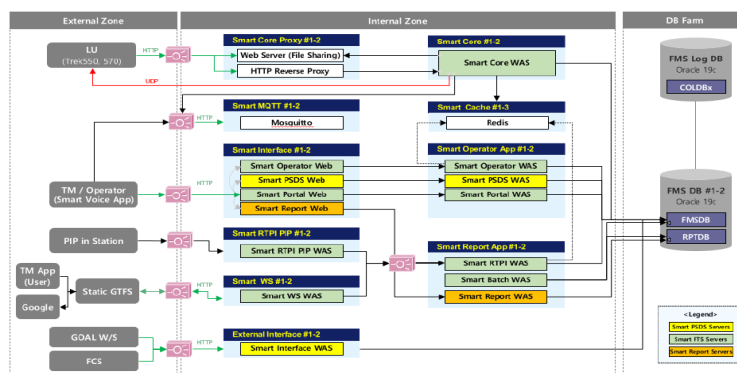 External Zone
Internal Zone
DB Farm
LU
(Trek550, 570)
HTTP
UDP
Smart Core Proxy #1-2
Web Server (File Sharing)
HTTP Reverse Proxy
Smart Core #1-2
Smart Core WAS
FMS Log DB
Oracle 19c
COLDBx
Smart MQTT #1-2
HTTP
Mosquitto
Smart Cache #1-3
Redis
TM / Operator
(Smart Voice App)
HTTP
Smart Interface #1-2
Smart Operator Web
Smart PSDS Web
Smart Portal Web
Smart Report Web
Smart Operator App #1-2
Smart Operator WAS
Smart PSDS WAS
Smart Portal WAS
FMS DB #1-2
Oracle 19c
FMSDB
RPTDB
PIP in Station
Smart RTPI PIP #1-2
Smart RTPI PIP WAS
Smart Report App #1-2
Smart RTPI WAS
Smart Batch WAS
Smart Report WAS
TM App
(User)
Google
Static GTFS
HTTP
Smart WS #1-2
Smart WS WAS
GOAL W/S
FCS
HTTP
External Interface #1-2
Smart Interface WAS
<Legend>
Smart PSDS Servers
Smart FTS Servers
Smart Report Servers